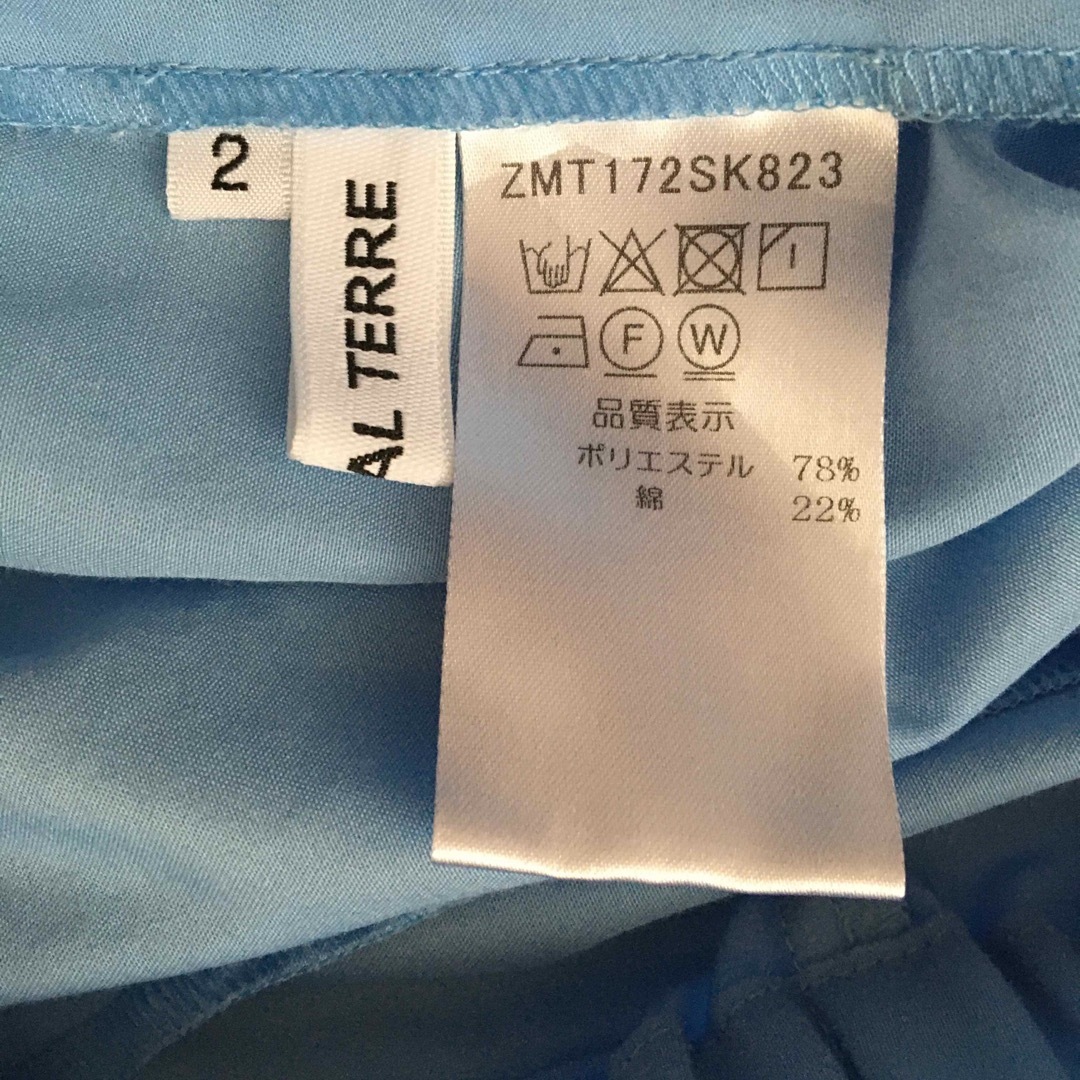 2
AL TERRE
ZMT172SK823
F W
品質表示
ポリエステル 78%
綿 22%